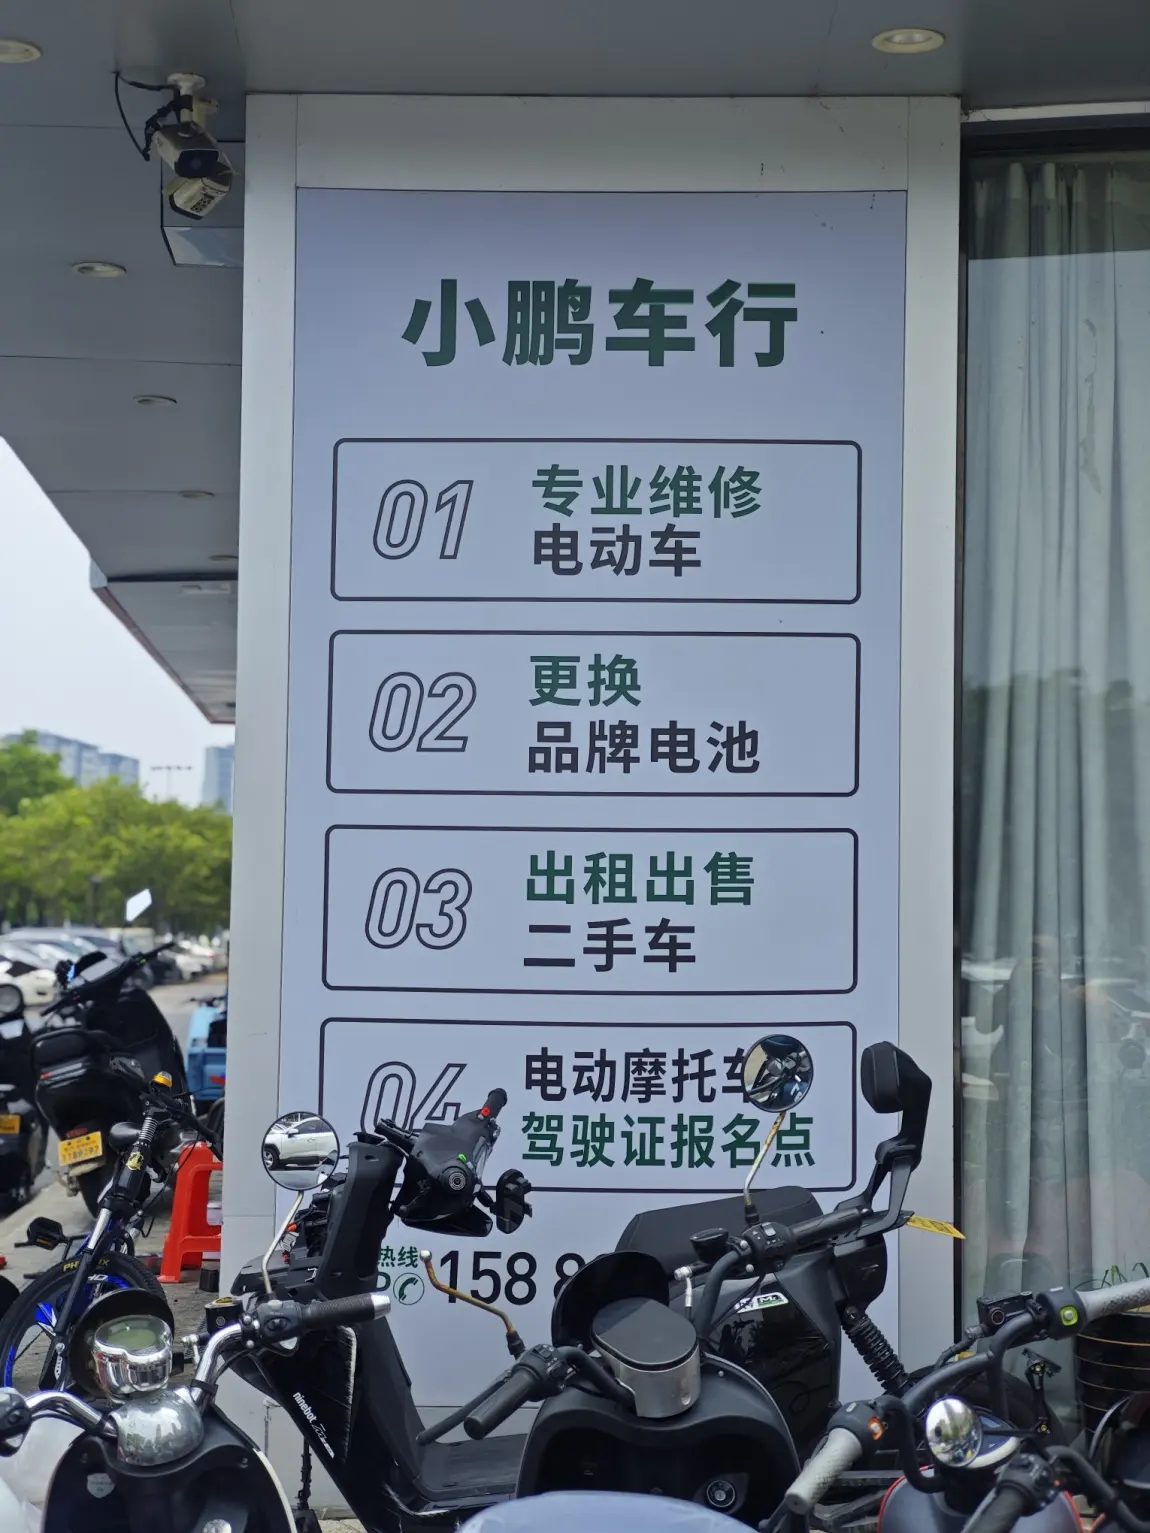 小鹏车行
01
专业维修
电动车
02
更换
品牌电池
03
出租出售
二手车
04
电动摩托车
驾驶证报名点
热线
158 8
ninebot